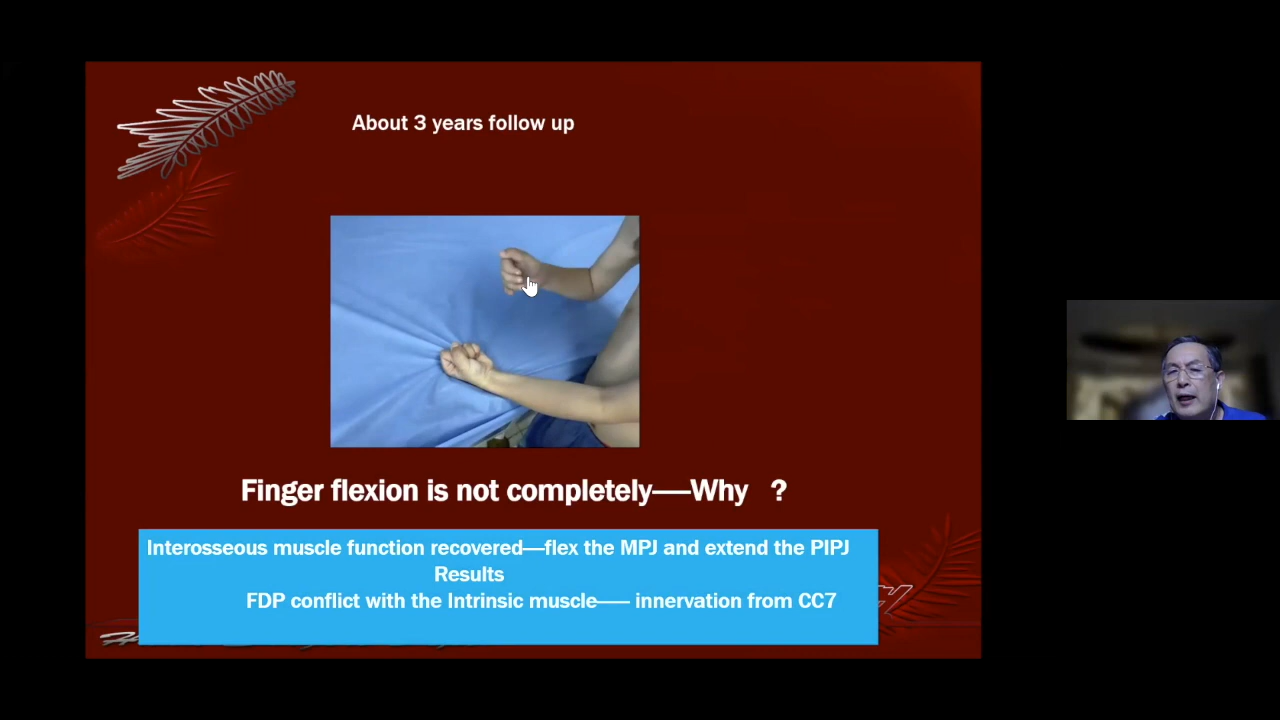 About 3 years follow up
Finger flexion is not completely—Why ?
Interosseous muscle function recovered—flex the MPJ and extend the PIPJ
Results
FDP conflict with the Intrinsic muscle—— innervation from CC7